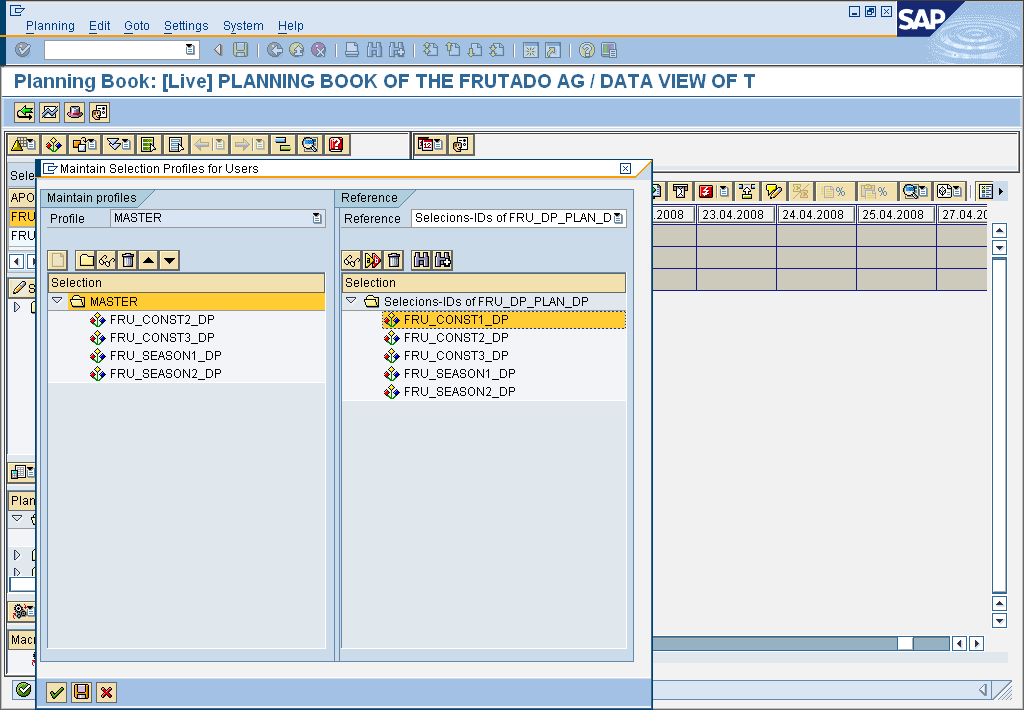 Planning Edit Goto Settings System Help
SAP
Planning Book: [Live] PLANNING BOOK OF THE FRUTADO AG / DATA VIEW OF T
Maintain Selection Profiles for Users
Sele
APO
FRU
FRU
S
Plan
Macr
Maintain profiles
Profile MASTER
Selection
MASTER
FRU_CONST2_DP
FRU_CONST3_DP
FRU_SEASON1_DP
FRU_SEASON2_DP
Reference
Reference Selecions-IDs of FRU_DP_PLAN_D
Selection
Selecions-IDs of FRU_DP_PLAN_DP
FRU_CONST1_DP
FRU_CONST2_DP
FRU_CONST3_DP
FRU_SEASON1_DP
FRU_SEASON2_DP
.2008 23.04.2008 24.04.2008 25.04.2008 27.04.20